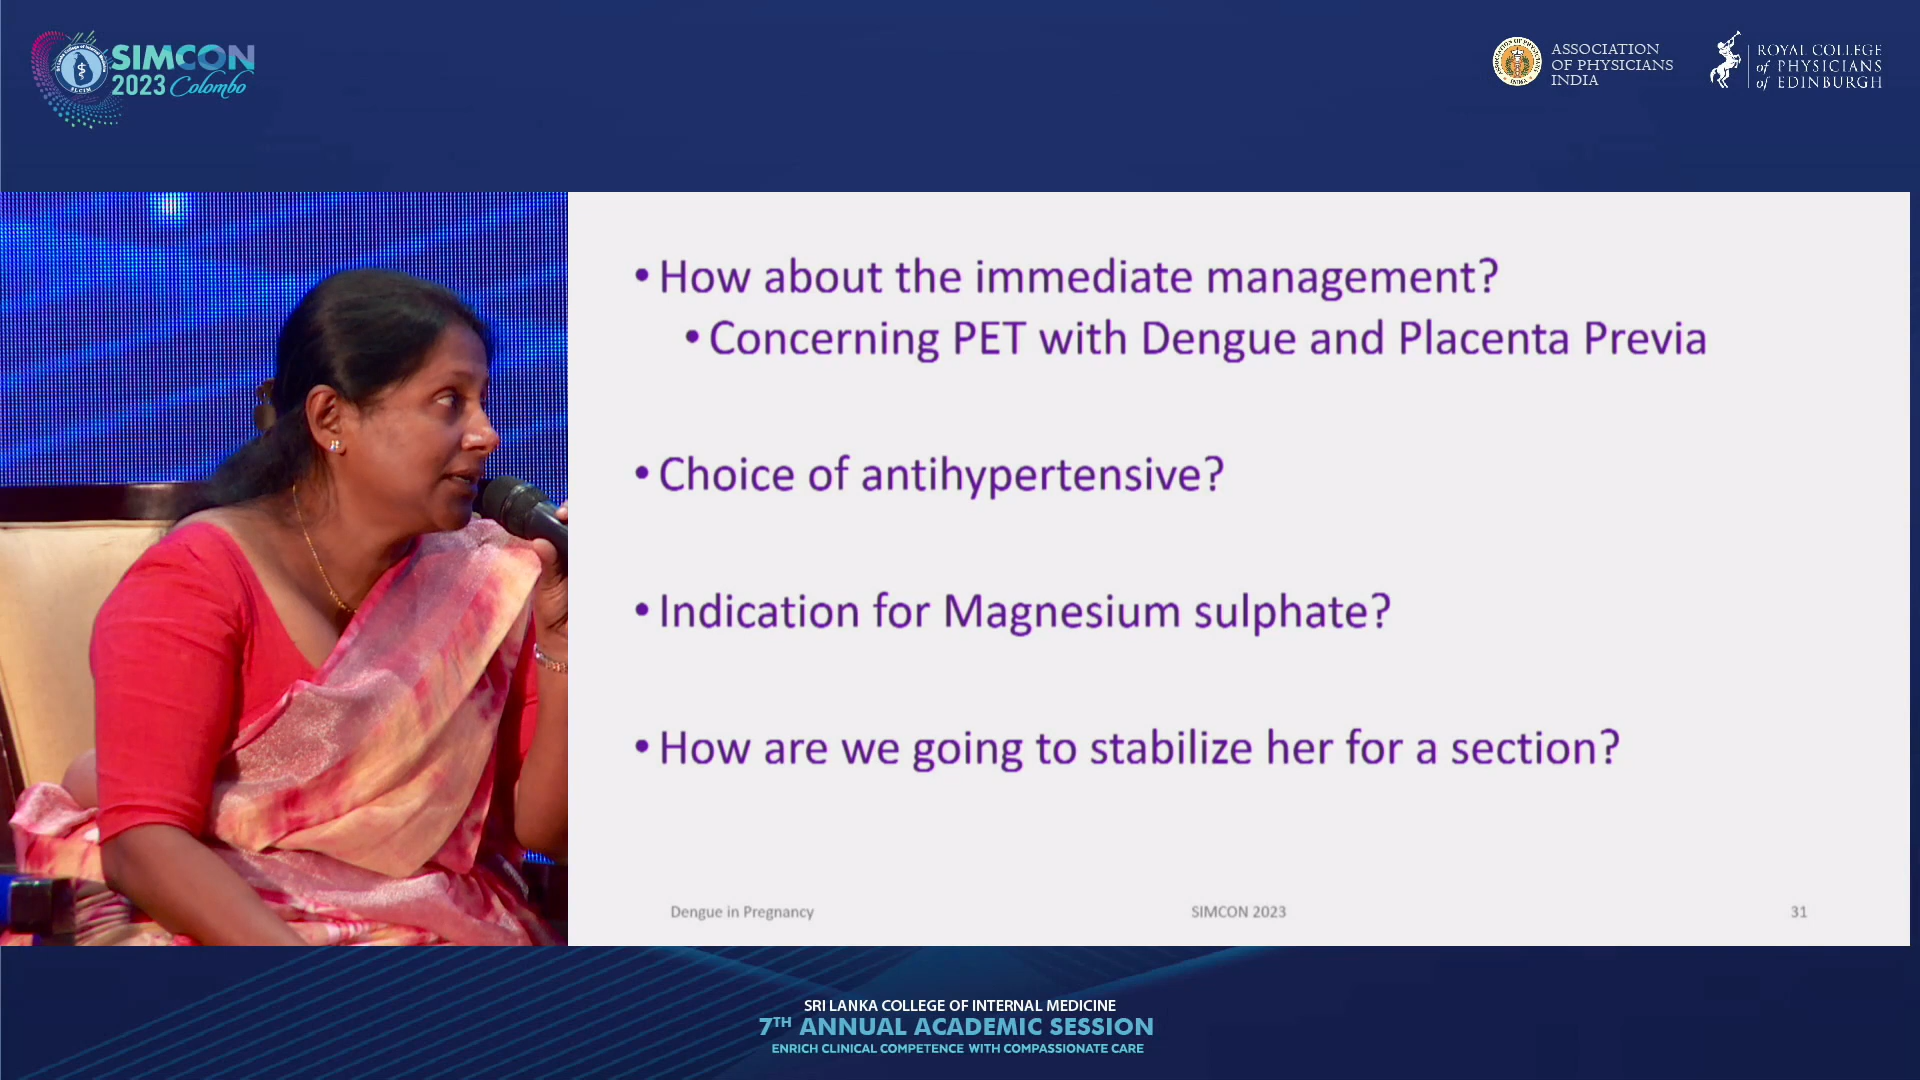 SIMCON
2023 Colombo
ASSOCIATION
OF PHYSICIANS
INDIA
ROYAL COLLEGE
of PHYSICIANS
of EDINBURGH
• How about the immediate management?
• Concerning PET with Dengue and Placenta Previa
• Choice of antihypertensive?
• Indication for Magnesium sulphate?
• How are we going to stabilize her for a section?
Dengue in Pregnancy
SIMCON 2023
31
SRI LANKA COLLEGE OF INTERNAL MEDICINE
7TH ANNUAL ACADEMIC SESSION
ENRICH CLINICAL COMPETENCE WITH COMPASSIONATE CARE